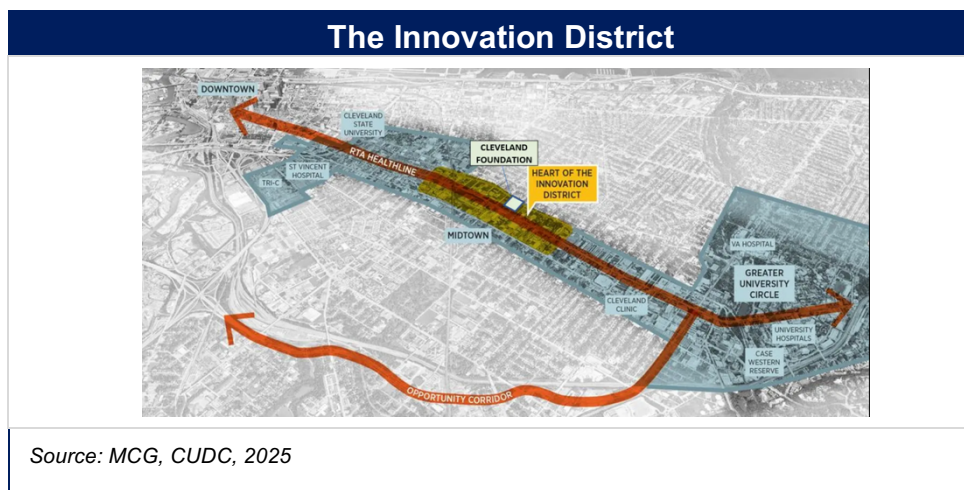 The Innovation District
DOWNTOWN
CLEVELAND
STATE
UNIVERSITY
CLEVELAND
FOUNDATION
RTA HEALTHLINE
ST VINCENT
HOSPITAL
TRI-C
HEART OF THE
INNOVATION
DISTRICT
MIDTOWN
VA HOSPITAL
GREATER
UNIVERSITY
CIRCLE
CLEVELAND
CLINIC
UNIVERSITY
HOSPITALS
CASE
WESTERN
RESERVE
OPPORTUNITY CORRIDOR
Source: MCG, CUDC, 2025